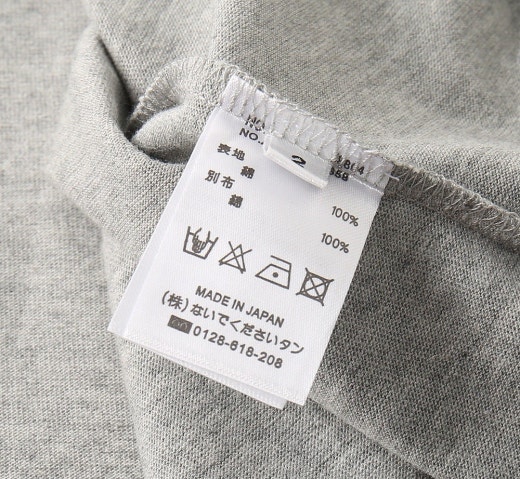 NO.
2
表地
綿 100%
別布
綿 100%
MADE IN JAPAN
(株)ないでくださいタン
0128-618-208